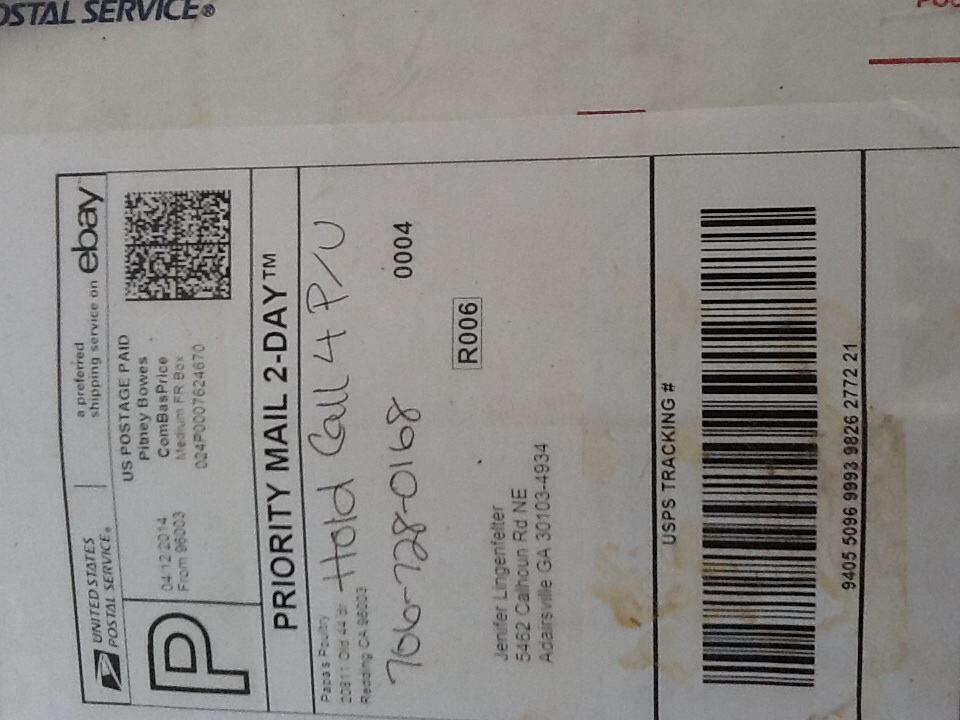 OSTAL SERVICE®
UNITED STATES
POSTAL SERVICE®
a preferred
shipping service on ebay
P
04/12/2014
From 96003
US POSTAGE PAID
Pitney Bowes
ComBasPrice
Medium FR Box
024P0007624670
PRIORITY MAIL 2-DAY™
Papa's Poultry
20811 Old 44 dr
Redding CA 96003
Hold Call 4 P/U
706-728-0168
0004
R006
Jenifer Lingenfelter
5462 Calhoun Rd NE
Adairsville GA 30103-4934
USPS TRACKING #
9405 5096 9993 9826 2772 21